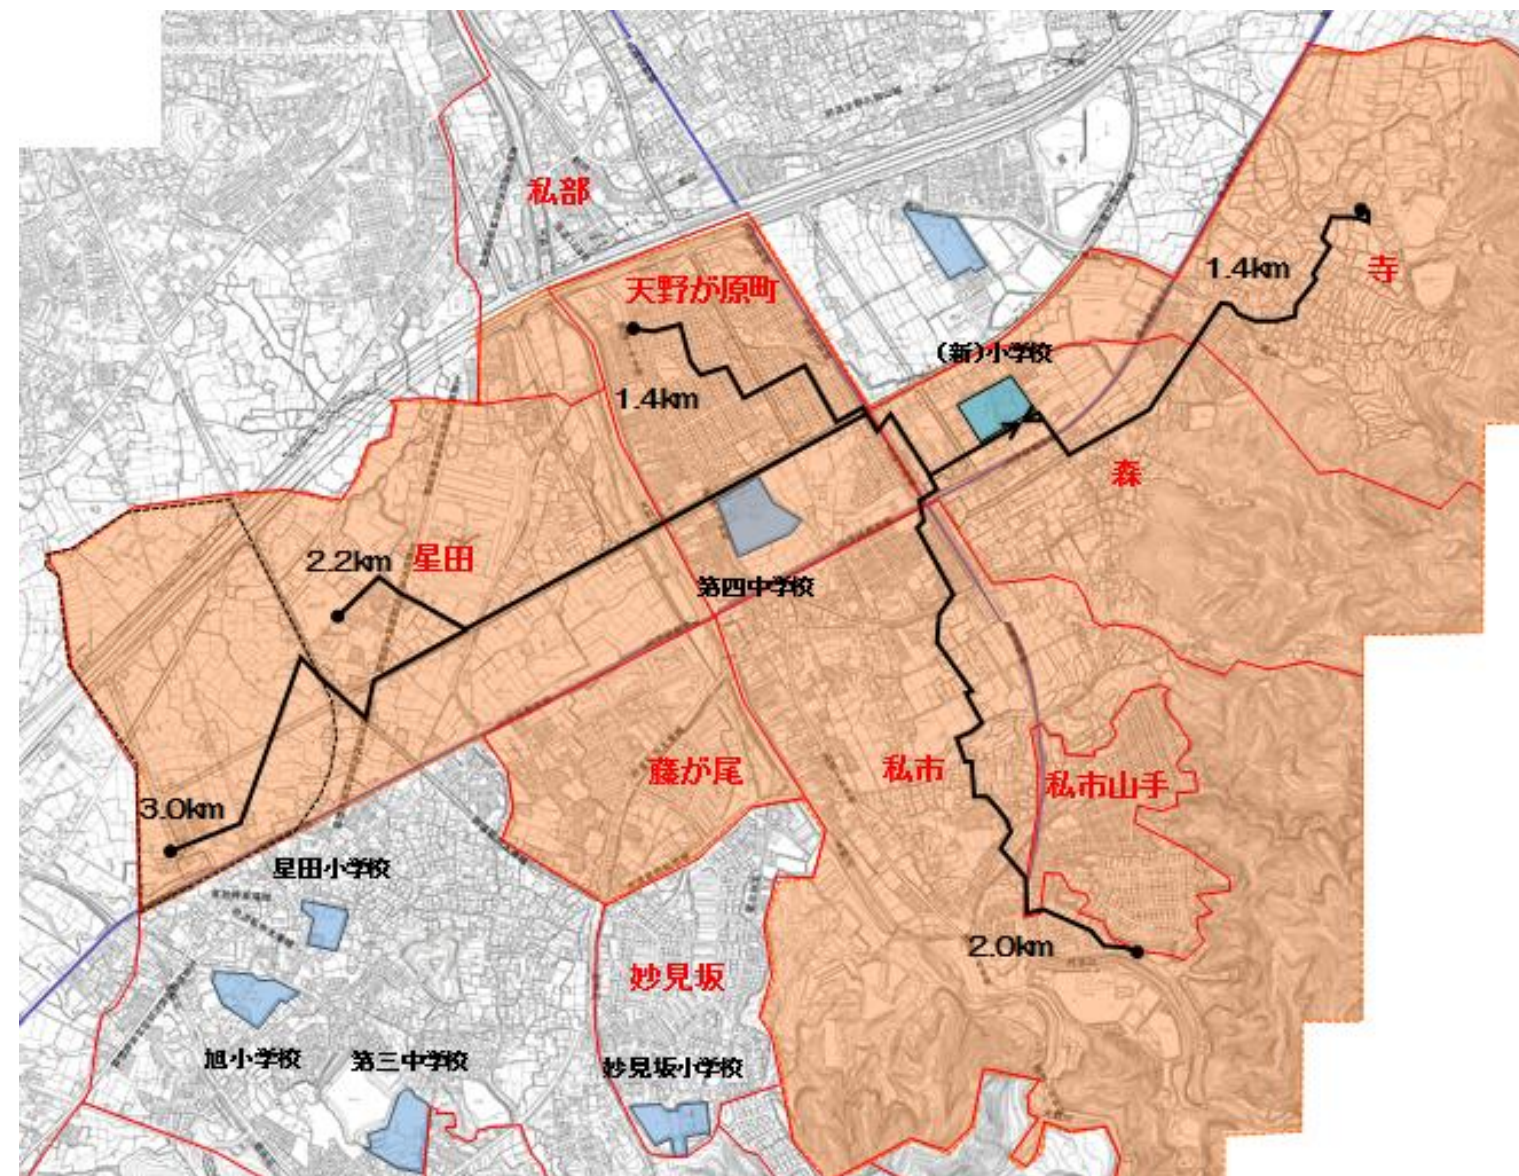 私部
天野が原町
1.4km
寺
(新)小学校
1.4km
森
2.2km
星田
第四中学校
藤が尾
私市
私市山手
3.0km
星田小学校
2.0km
妙見坂
旭小学校
第三中学校
妙見坂小学校